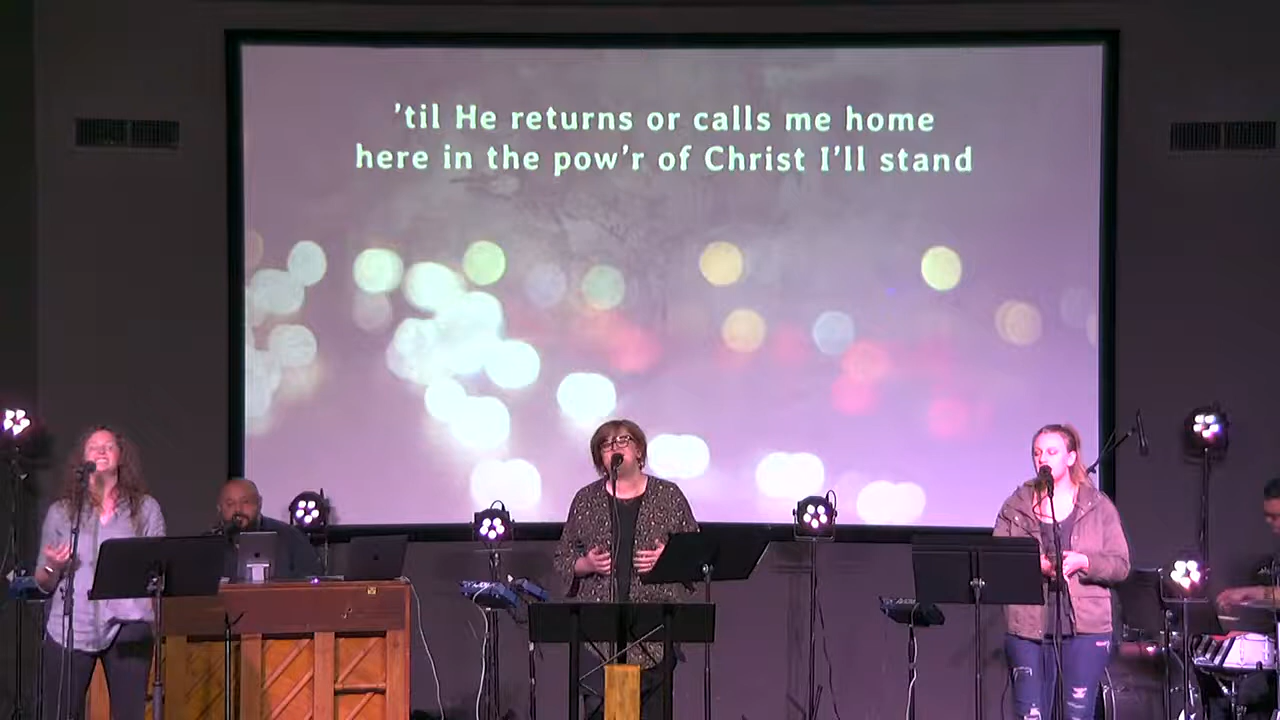 ’til He returns or calls me home
here in the pow’r of Christ I’ll stand